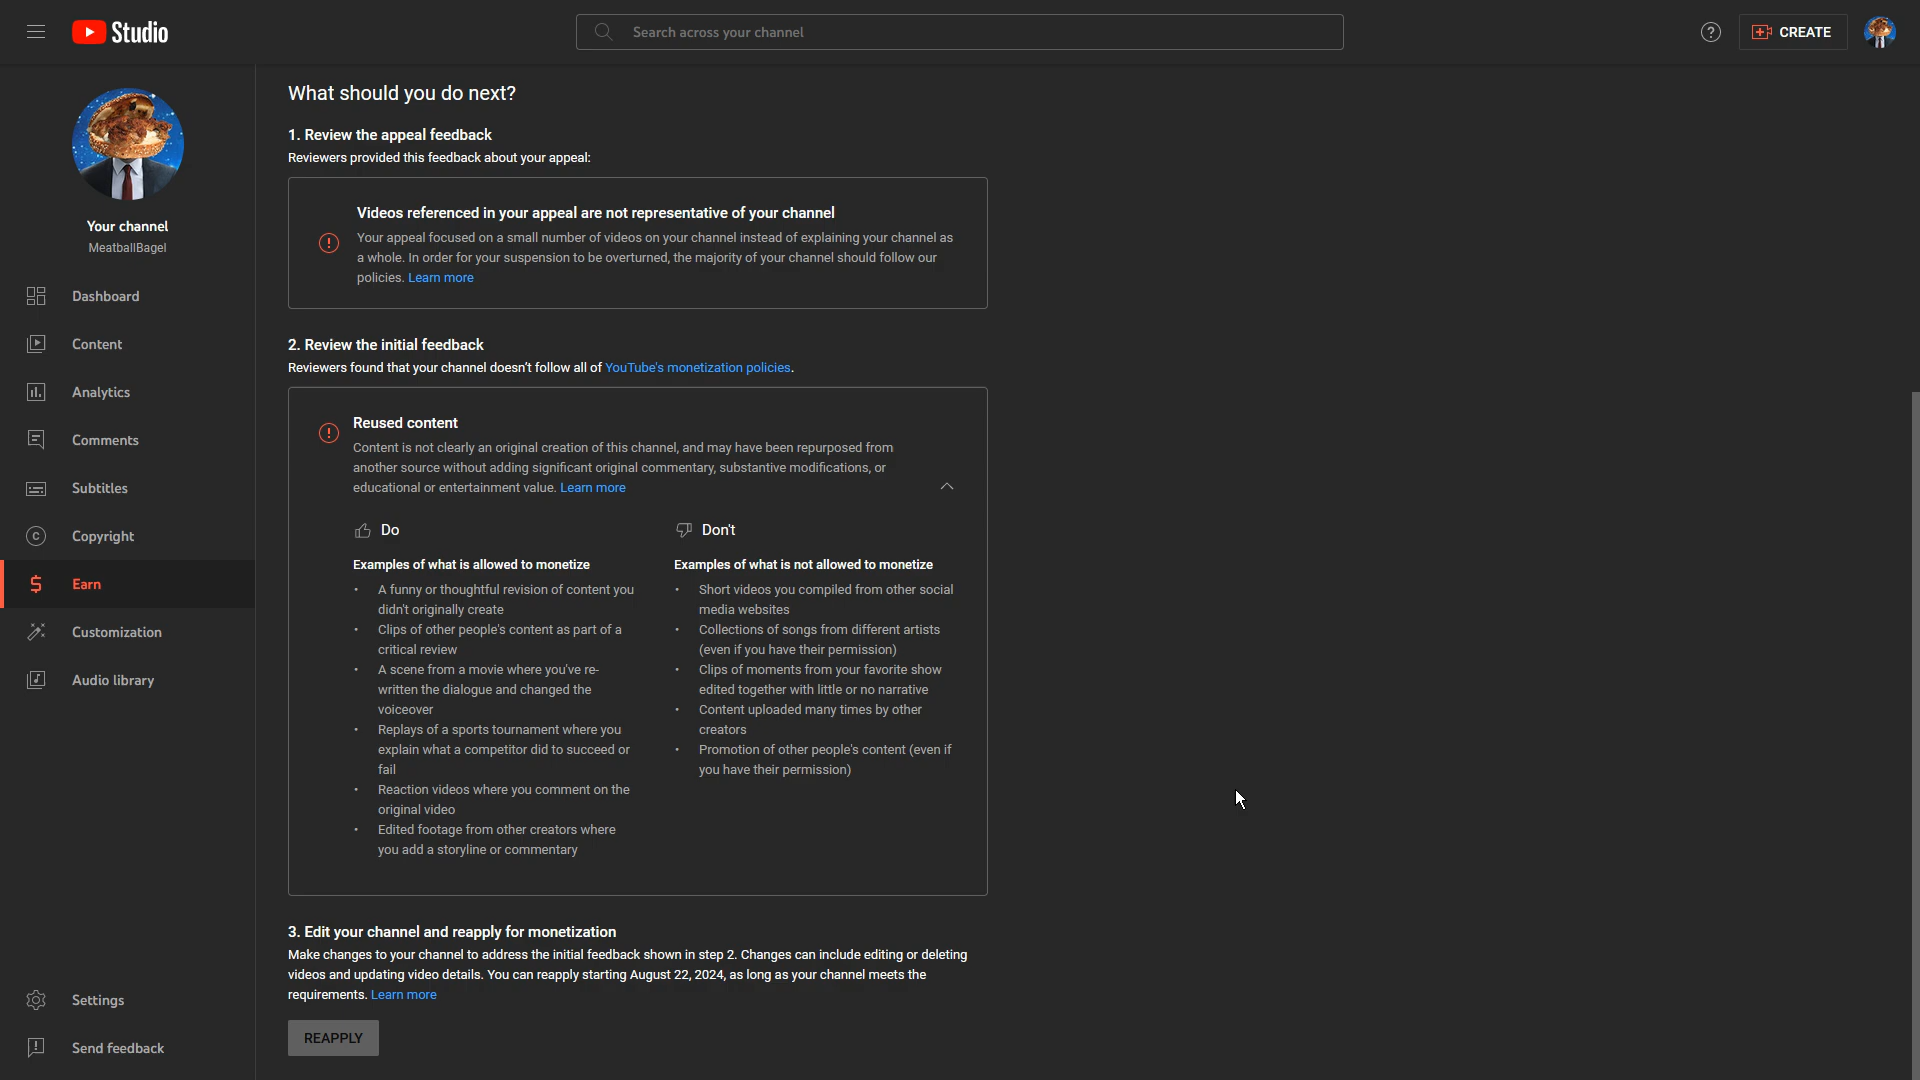 Studio
Search across your channel
?
CREATE
Your channel
MeatballBagel
Dashboard
Content
Analytics
Comments
Subtitles
Copyright
Earn
Customization
Audio library
Settings
Send feedback
What should you do next?
1. Review the appeal feedback
Reviewers provided this feedback about your appeal:
Videos referenced in your appeal are not representative of your channel
Your appeal focused on a small number of videos on your channel instead of explaining your channel as
a whole. In order for your suspension to be overturned, the majority of your channel should follow our
policies. Learn more
2. Review the initial feedback
Reviewers found that your channel doesn't follow all of YouTube's monetization policies.
Reused content
Content is not clearly an original creation of this channel, and may have been repurposed from
another source without adding significant original commentary, substantive modifications, or
educational or entertainment value. Learn more
Do
Examples of what is allowed to monetize
• A funny or thoughtful revision of content you
didn't originally create
• Clips of other people's content as part of a
critical review
• A scene from a movie where you've re-
written the dialogue and changed the
voiceover
• Replays of a sports tournament where you
explain what a competitor did to succeed or
fail
• Reaction videos where you comment on the
original video
• Edited footage from other creators where
you add a storyline or commentary
Don't
Examples of what is not allowed to monetize
• Short videos you compiled from other social
media websites
• Collections of songs from different artists
(even if you have their permission)
• Clips of moments from your favorite show
edited together with little or no narrative
• Content uploaded many times by other
creators
• Promotion of other people's content (even if
you have their permission)
3. Edit your channel and reapply for monetization
Make changes to your channel to address the initial feedback shown in step 2. Changes can include editing or deleting
videos and updating video details. You can reapply starting August 22, 2024, as long as your channel meets the
requirements. Learn more
REAPPLY